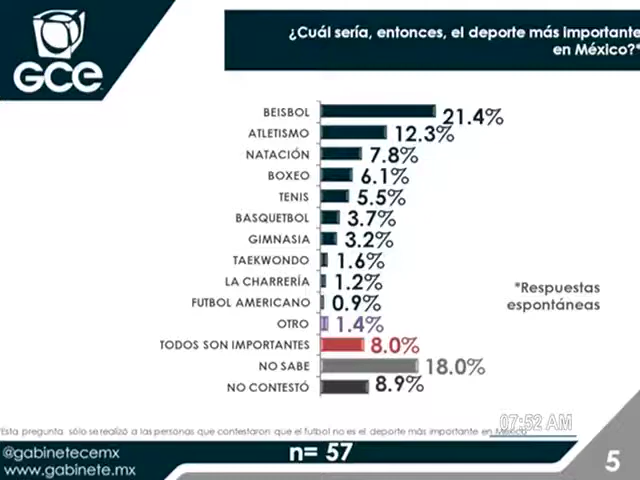 GCE
¿Cuál sería, entonces, el deporte más importante
en México?*
BEISBOL 21.4%
ATLETISMO 12.3%
NATACIÓN 7.8%
BOXEO 6.1%
TENIS 5.5%
BASQUETBOL 3.7%
GIMNASIA 3.2%
TAEKWONDO 1.6%
LA CHARRERÍA 1.2%
FUTBOL AMERICANO 0.9%
OTRO 1.4%
TODOS SON IMPORTANTES 8.0%
NO SABE 18.0%
NO CONTESTÓ 8.9%
*Respuestas
espontáneas
*Esta pregunta sólo se realizó a las personas que contestaron que el futbol no es el deporte más importante en México
07:52 AM
@gabinetecemx
www.gabinete.mx
n= 57
5